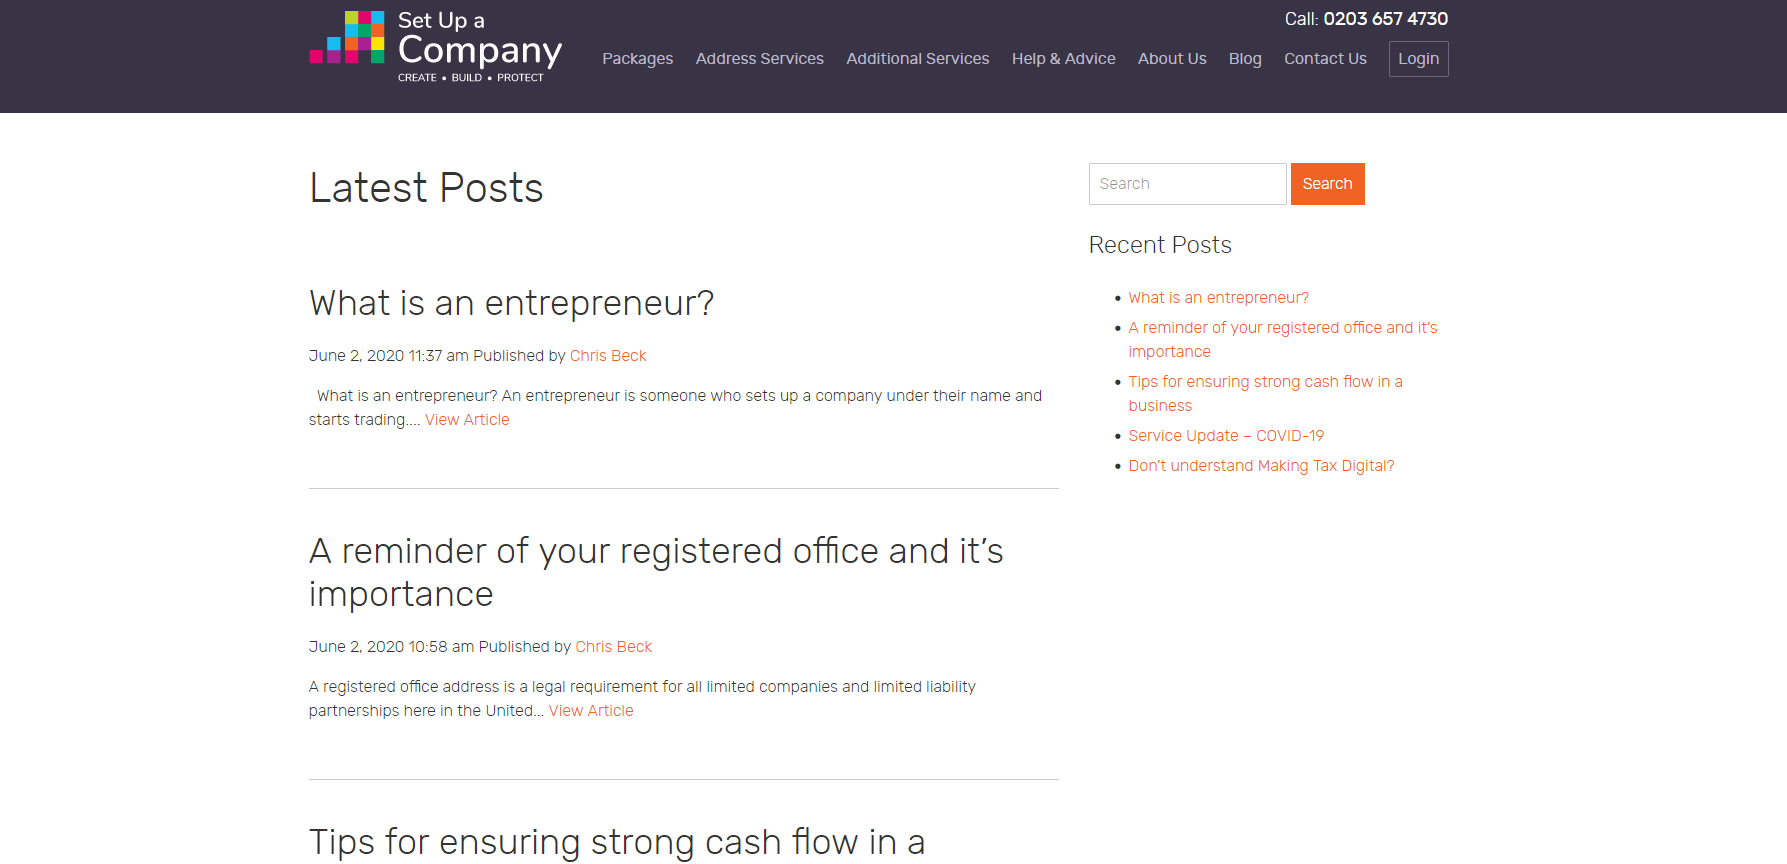 Set Up a
Company
CREATE • BUILD • PROTECT
Call: 0203 657 4730
Packages Address Services Additional Services Help & Advice About Us Blog Contact Us Login
Latest Posts
What is an entrepreneur?
June 2, 2020 11:37 am Published by Chris Beck
What is an entrepreneur? An entrepreneur is someone who sets up a company under their name and
starts trading.... View Article
A reminder of your registered office and it’s
importance
June 2, 2020 10:58 am Published by Chris Beck
A registered office address is a legal requirement for all limited companies and limited liability
partnerships here in the United... View Article
Tips for ensuring strong cash flow in a
Search Search
Recent Posts
• What is an entrepreneur?
• A reminder of your registered office and it’s
importance
• Tips for ensuring strong cash flow in a
business
• Service Update – COVID-19
• Don’t understand Making Tax Digital?